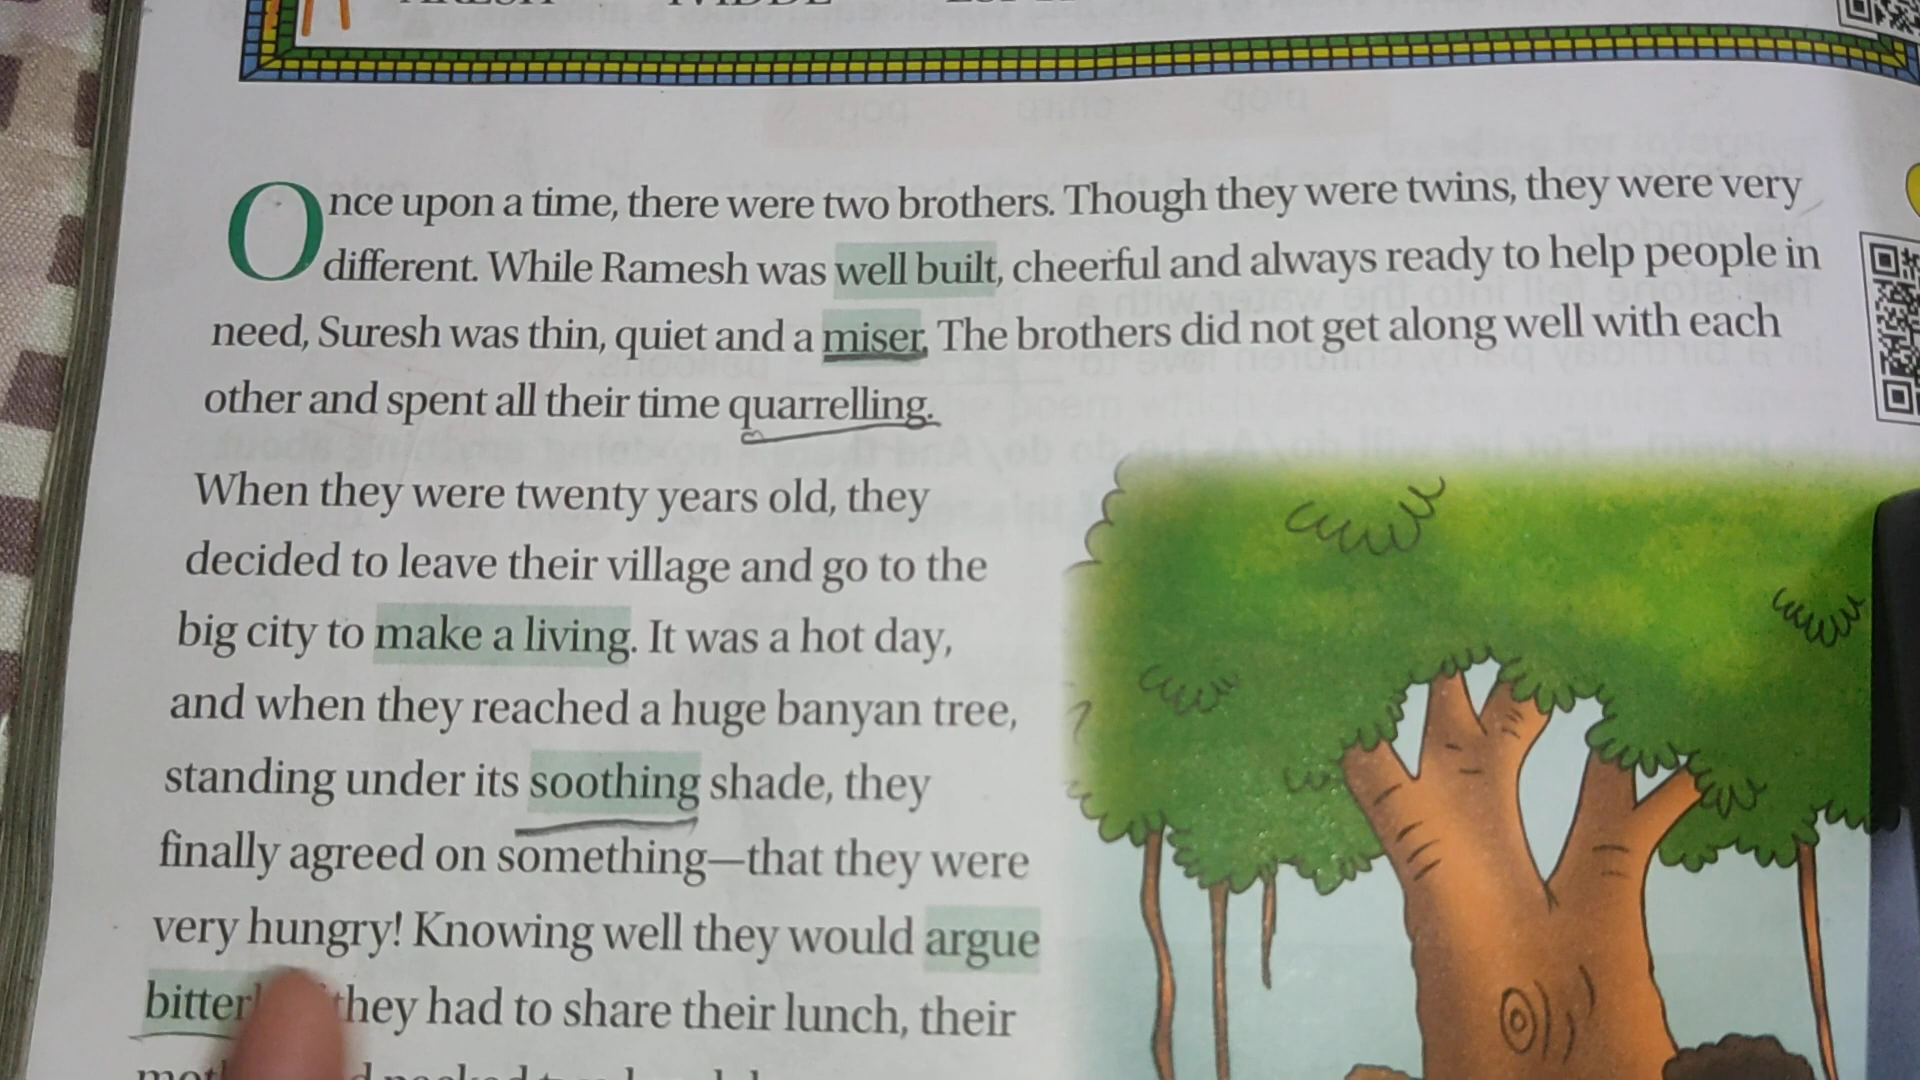 Once upon a time, there were two brothers. Though they were twins, they were very
different. While Ramesh was well built, cheerful and always ready to help people in
need, Suresh was thin, quiet and a miser. The brothers did not get along well with each
other and spent all their time quarrelling.
When they were twenty years old, they
decided to leave their village and go to the
big city to make a living. It was a hot day,
and when they reached a huge banyan tree,
standing under its soothing shade, they
finally agreed on something—that they were
very hungry! Knowing well they would argue
they had to share their lunch, their